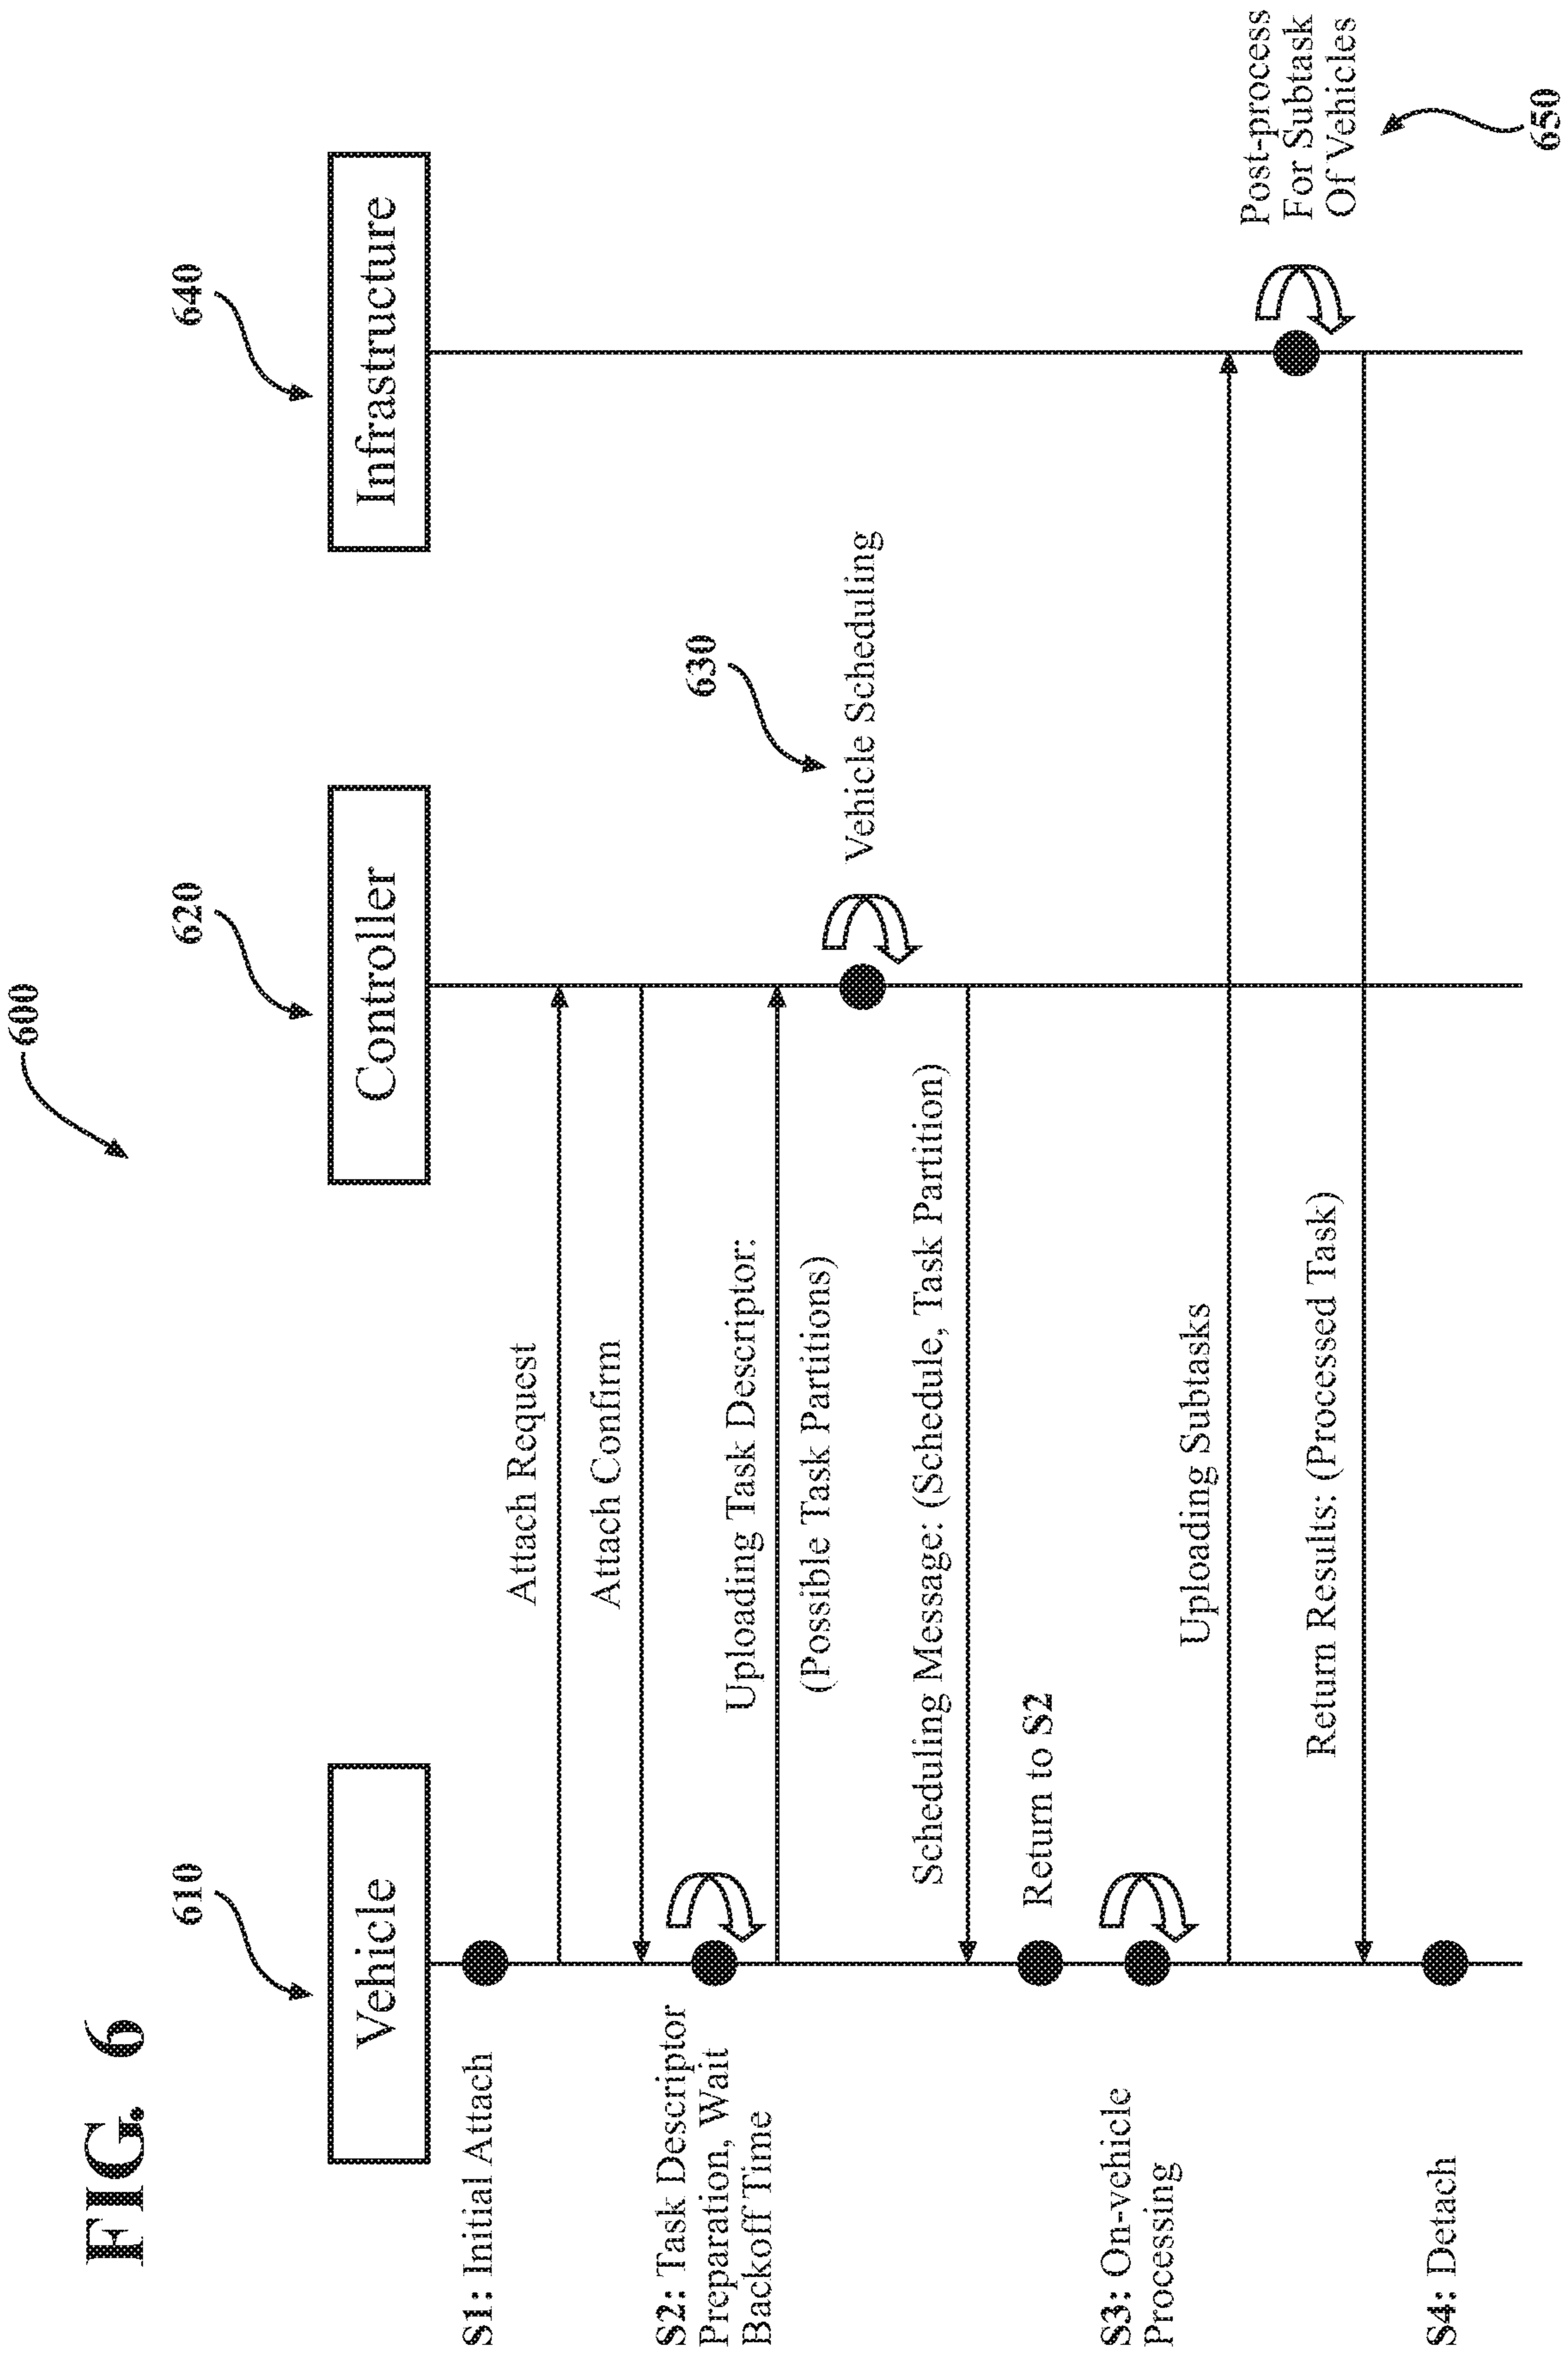 FIG. 6
600
610
620
640
Vehicle
Controller
Infrastructure
S1: Initial Attach
Attach Request
Attach Confirm
S2: Task Descriptor
Preparation, Wait
Backoff Time
Uploading Task Descriptor:
(Possible Task Partitions)
630
Vehicle Scheduling
Scheduling Message: (Schedule, Task Partition)
Return to S2
S3: On-vehicle
Processing
Uploading Subtasks
Post-process
For Subtask
Of Vehicles
650
Return Results: (Processed Task)
S4: Detach